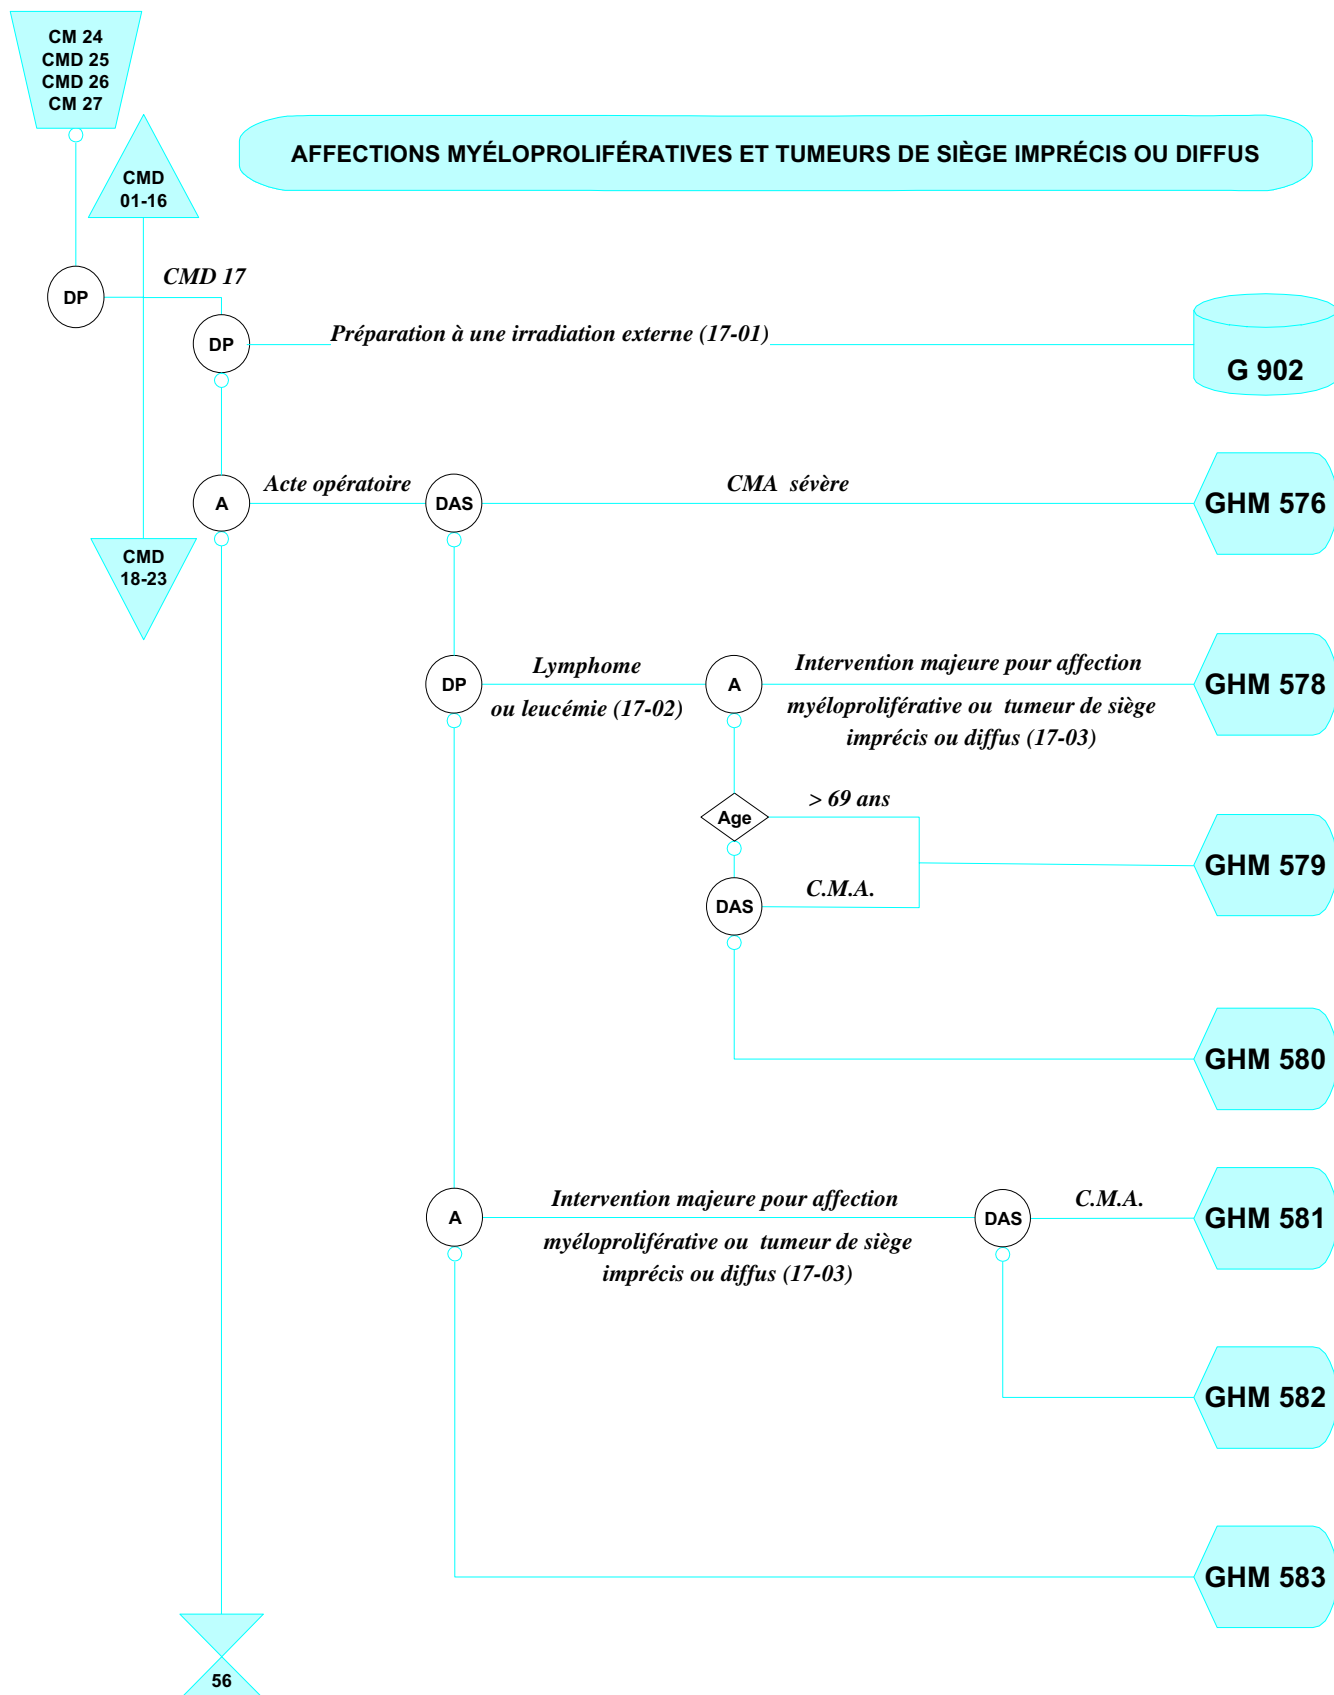 CM 24
CMD 25
CMD 26
CM 27
CMD
01-16
AFFECTIONS MYÉLOPROLIFÉRATIVES ET TUMEURS DE SIÈGE IMPRÉCIS OU DIFFUS
CMD 17
DP
DP
Préparation à une irradiation externe (17-01)
G 902
A
Acte opératoire
DAS
CMA sévère
GHM 576
CMD
18-23
DP
Lymphome
ou leucémie (17-02)
A
Intervention majeure pour affection
myéloproliférative ou tumeur de siège
imprécis ou diffus (17-03)
GHM 578
Age
> 69 ans
GHM 579
DAS
C.M.A.
GHM 580
A
Intervention majeure pour affection
myéloproliférative ou tumeur de siège
imprécis ou diffus (17-03)
DAS
C.M.A.
GHM 581
GHM 582
GHM 583
56